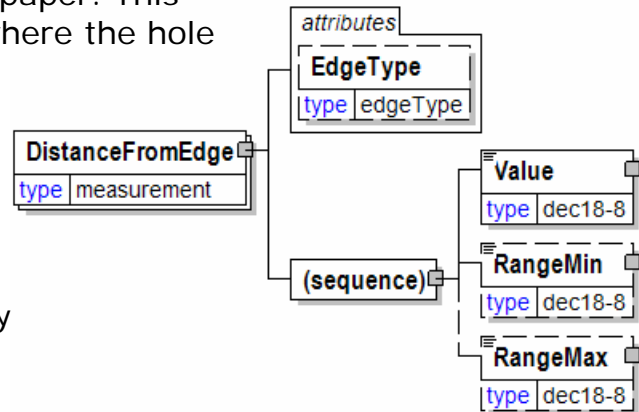 paper. This
where the hole
attributes
EdgeType
type edgeType
DistanceFromEdge
type measurement
Value
type dec18-8
(sequence)
RangeMin
type dec18-8
y
RangeMax
type dec18-8